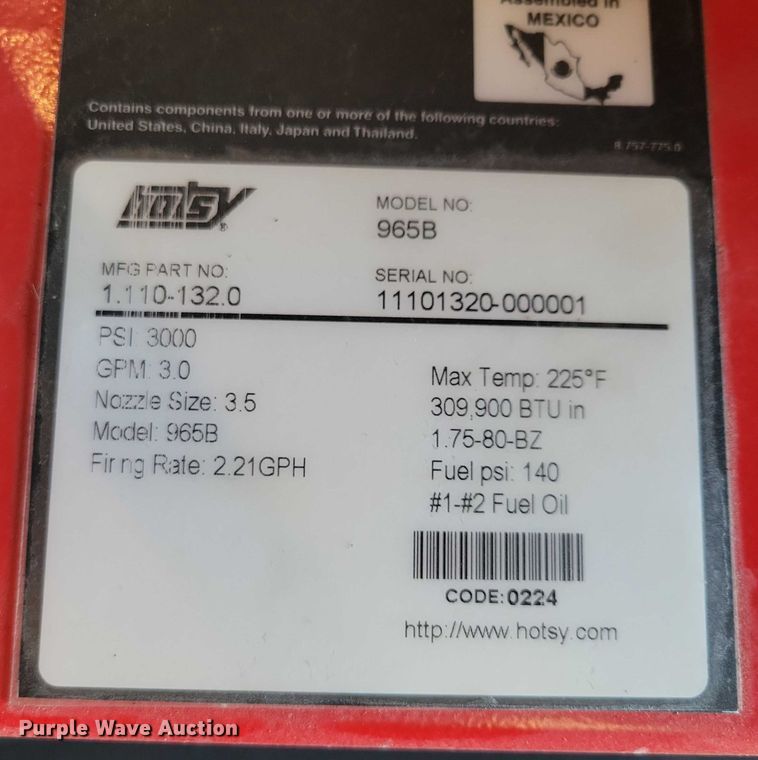 Assembled in
MEXICO
Contains components from one or more of the following countries:
United States, China, Italy, Japan and Thailand.
8.757-775.0
hotsy®
MODEL NO:
965B
MFG PART NO:
1.110-132.0
SERIAL NO:
11101320-000001
PSI: 3000
GPM: 3.0
Nozzle Size: 3.5
Model: 965B
Firing Rate: 2.21GPH
Max Temp: 225°F
309,900 BTU in
1.75-80-BZ
Fuel psi: 140
#1-#2 Fuel Oil
CODE:0224
http://www.hotsy.com
Purple Wave Auction